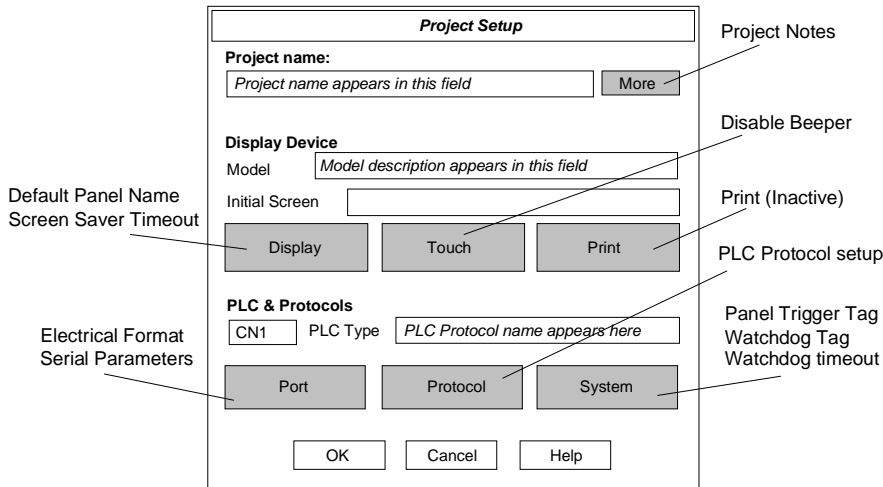 Project Setup
Project Notes
Project name:
Project name appears in this field
More
Disable Beeper
Display Device
Model
Model description appears in this field
Default Panel Name
Screen Saver Timeout
Initial Screen
Print (Inactive)
Display
Touch
Print
PLC Protocol setup
PLC & Protocols
CN1
PLC Type
PLC Protocol name appears here
Panel Trigger Tag
Watchdog Tag
Watchdog timeout
Electrical Format
Serial Parameters
Port
Protocol
System
OK
Cancel
Help